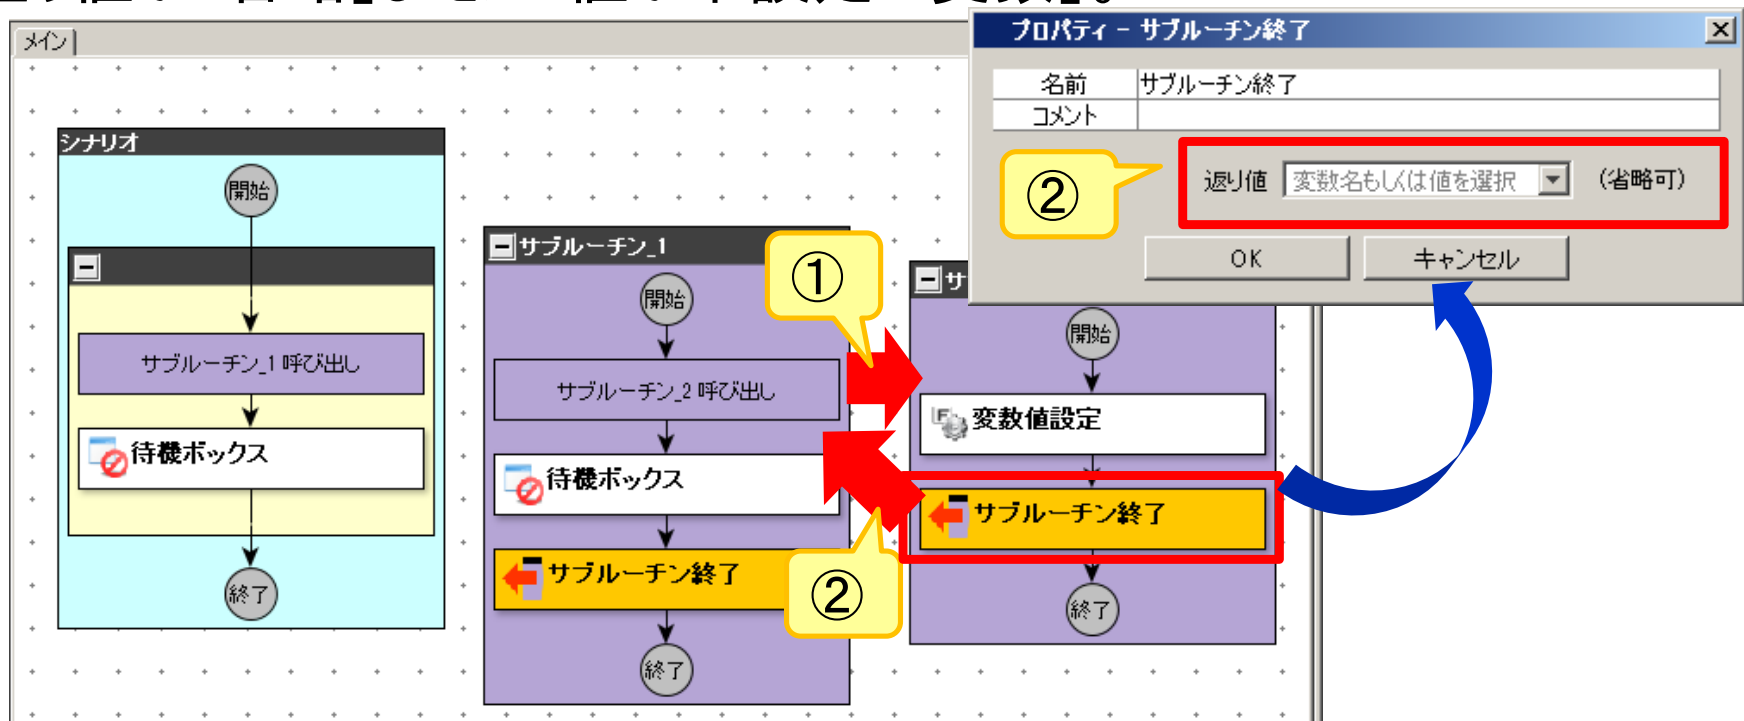 メイン
シナリオ
開始
サブルーチン_1 呼び出し
待機ボックス
終了
サブルーチン_1
開始
サブルーチン_2 呼び出し
待機ボックス
サブルーチン終了
終了
①
②
サ
開始
変数値設定
サブルーチン終了
終了
プロパティ - サブルーチン終了
名前 サブルーチン終了
コメント
②
返り値 変数名もしくは値を選択 (省略可)
OK キャンセル